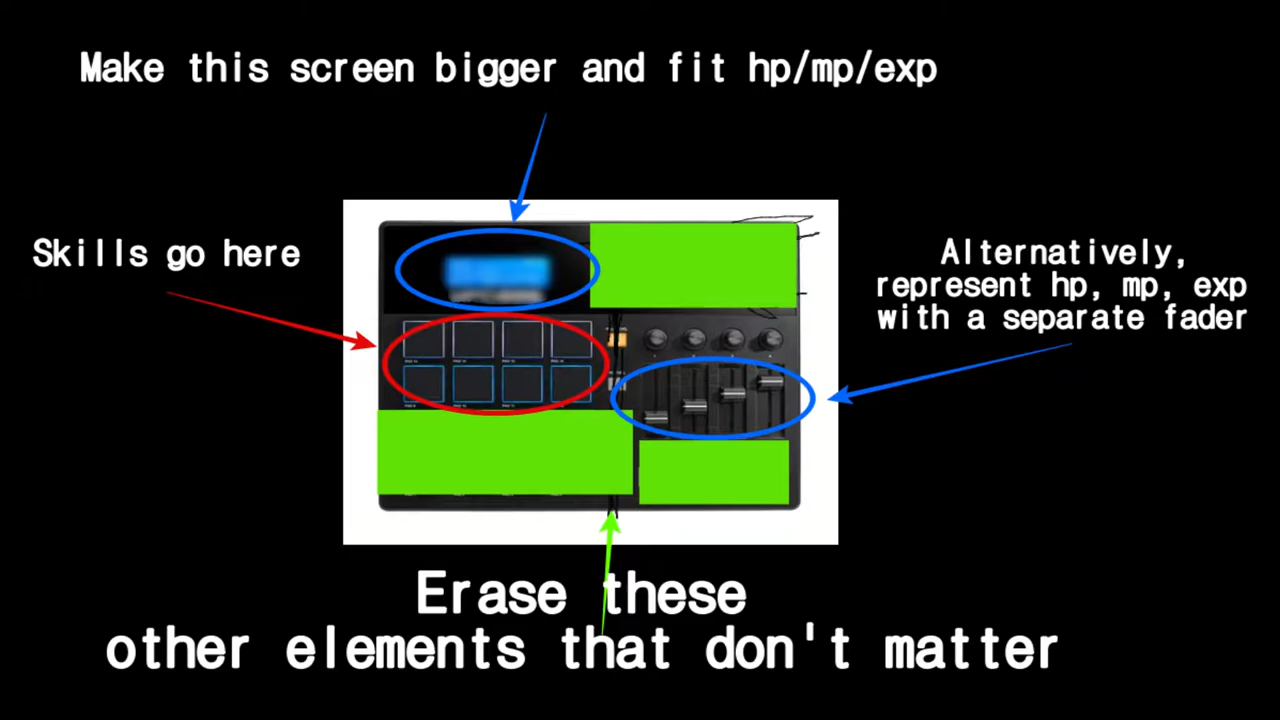 Make this screen bigger and fit hp/mp/exp
Skills go here
Alternatively,
represent hp, mp, exp
with a separate fader
Erase these
other elements that don't matter